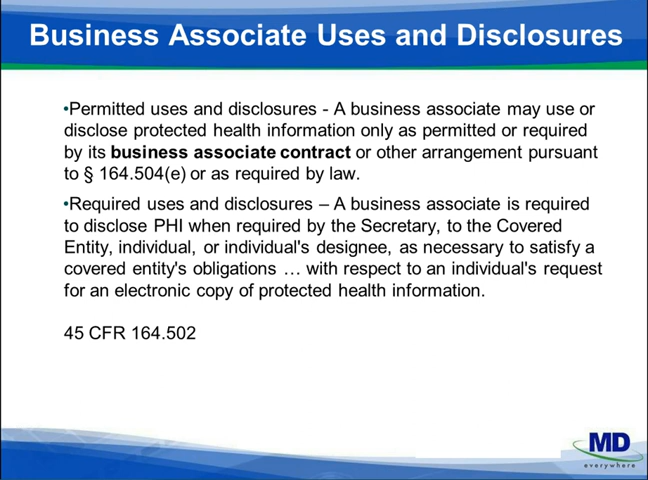 Business Associate Uses and Disclosures
•Permitted uses and disclosures - A business associate may use or
disclose protected health information only as permitted or required
by its business associate contract or other arrangement pursuant
to § 164.504(e) or as required by law.
•Required uses and disclosures – A business associate is required
to disclose PHI when required by the Secretary, to the Covered
Entity, individual, or individual's designee, as necessary to satisfy a
covered entity's obligations … with respect to an individual's request
for an electronic copy of protected health information.
45 CFR 164.502
MD
everywhere